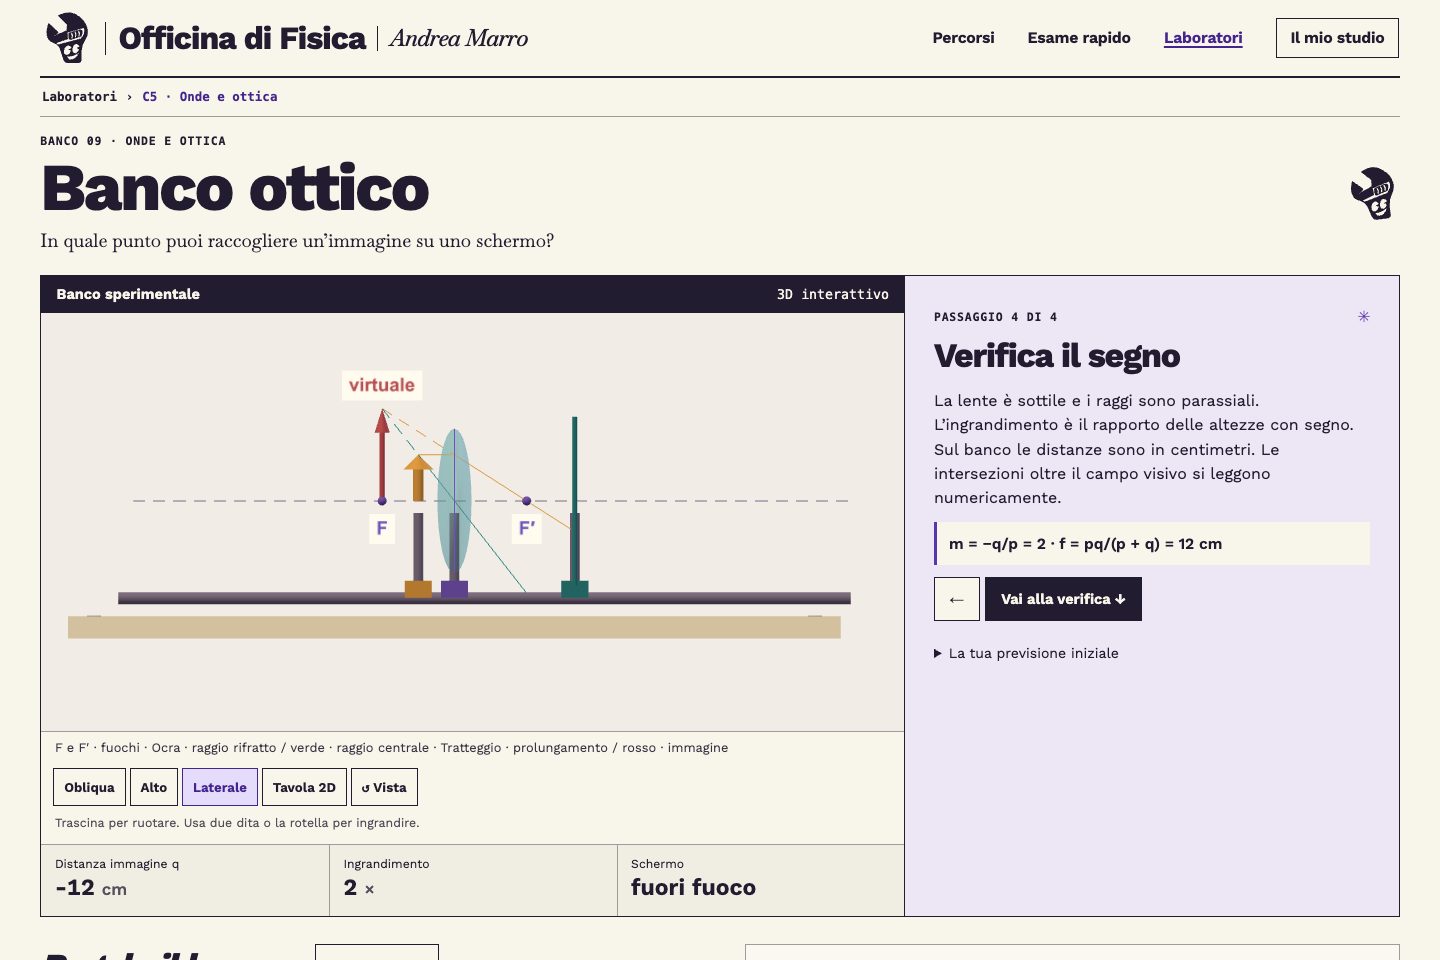 Officina di Fisica
Andrea Marro
Percorsi
Esame rapido
Laboratori
Il mio studio
Laboratori › C5 · Onde e ottica
BANCO 09 · ONDE E OTTICA
Banco ottico
In quale punto puoi raccogliere un’immagine su uno schermo?
Banco sperimentale
3D interattivo
virtuale
F
F′
F e F′ · fuochi · Ocra · raggio rifratto / verde · raggio centrale · Tratteggio · prolungamento / rosso · immagine
Obliqua
Alto
Laterale
Tavola 2D
↺ Vista
Trascina per ruotare. Usa due dita o la rotella per ingrandire.
Distanza immagine q
-12 cm
Ingrandimento
2 ×
Schermo
fuori fuoco
PASSAGGIO 4 DI 4
Verifica il segno
La lente è sottile e i raggi sono parassiali.
L’ingrandimento è il rapporto delle altezze con segno.
Sul banco le distanze sono in centimetri. Le
intersezioni oltre il campo visivo si leggono
numericamente.
m = −q/p = 2 · f = pq/(p + q) = 12 cm
←
Vai alla verifica ↓
La tua previsione iniziale